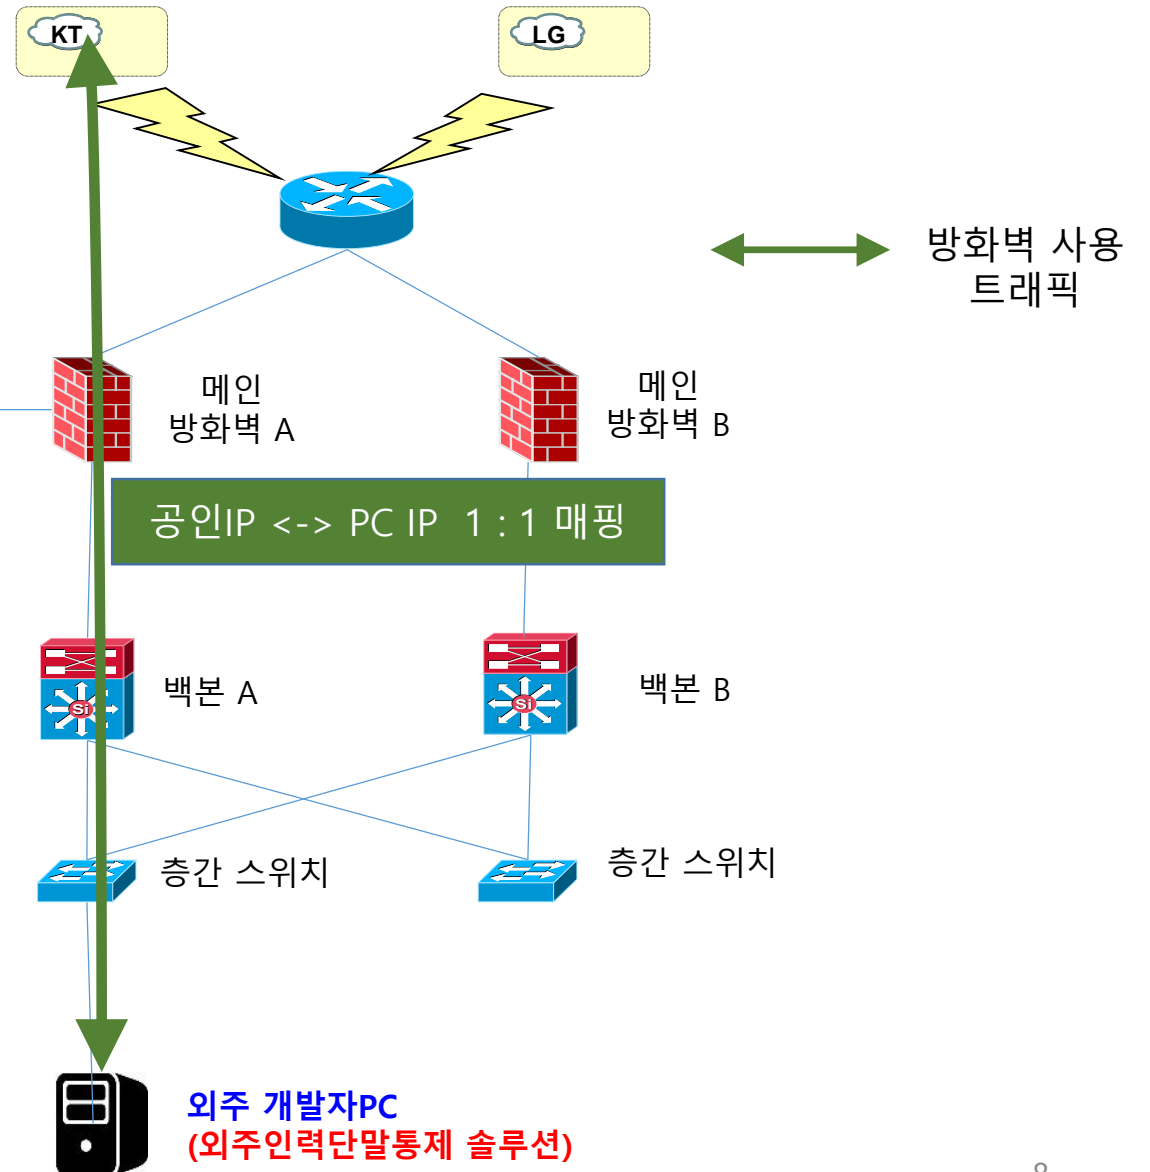 KT
LG
방화벽 사용
트래픽
메인
방화벽 A
메인
방화벽 B
공인IP <-> PC IP 1 : 1 매핑
Si
백본 A
Si
백본 B
층간 스위치
층간 스위치
외주 개발자PC
(외주인력단말통제 솔루션)